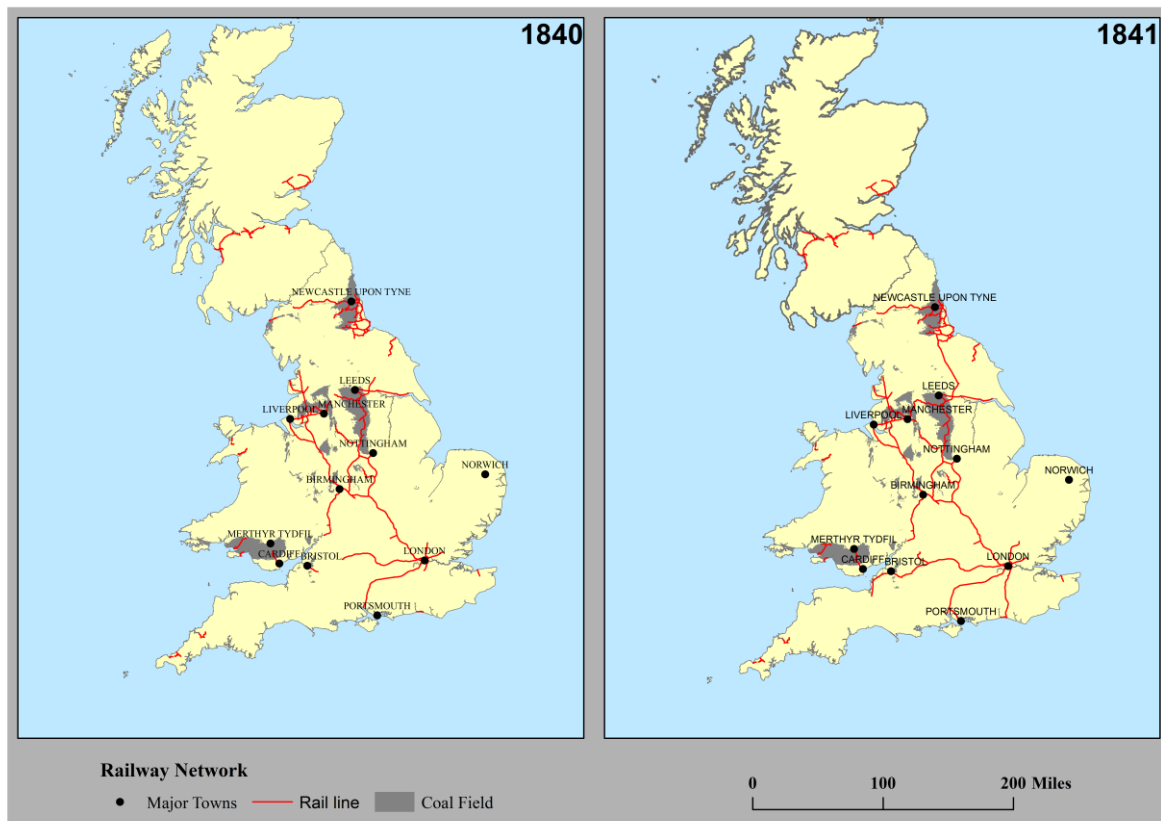 1840
NEWCASTLE UPON TYNE
LEEDS
MANCHESTER
LIVERPOOL
NOTTINGHAM
NORWICH
BIRMINGHAM
MERTHYR TYDFIL
CARDIFF
BRISTOL
LONDON
PORTSMOUTH
1841
NEWCASTLE UPON TYNE
LEEDS
MANCHESTER
LIVERPOOL
NOTTINGHAM
NORWICH
BIRMINGHAM
MERTHYR TYDFIL
CARDIFF
BRISTOL
LONDON
PORTSMOUTH
Railway Network
Major Towns
Rail line
Coal Field
0 100 200 Miles